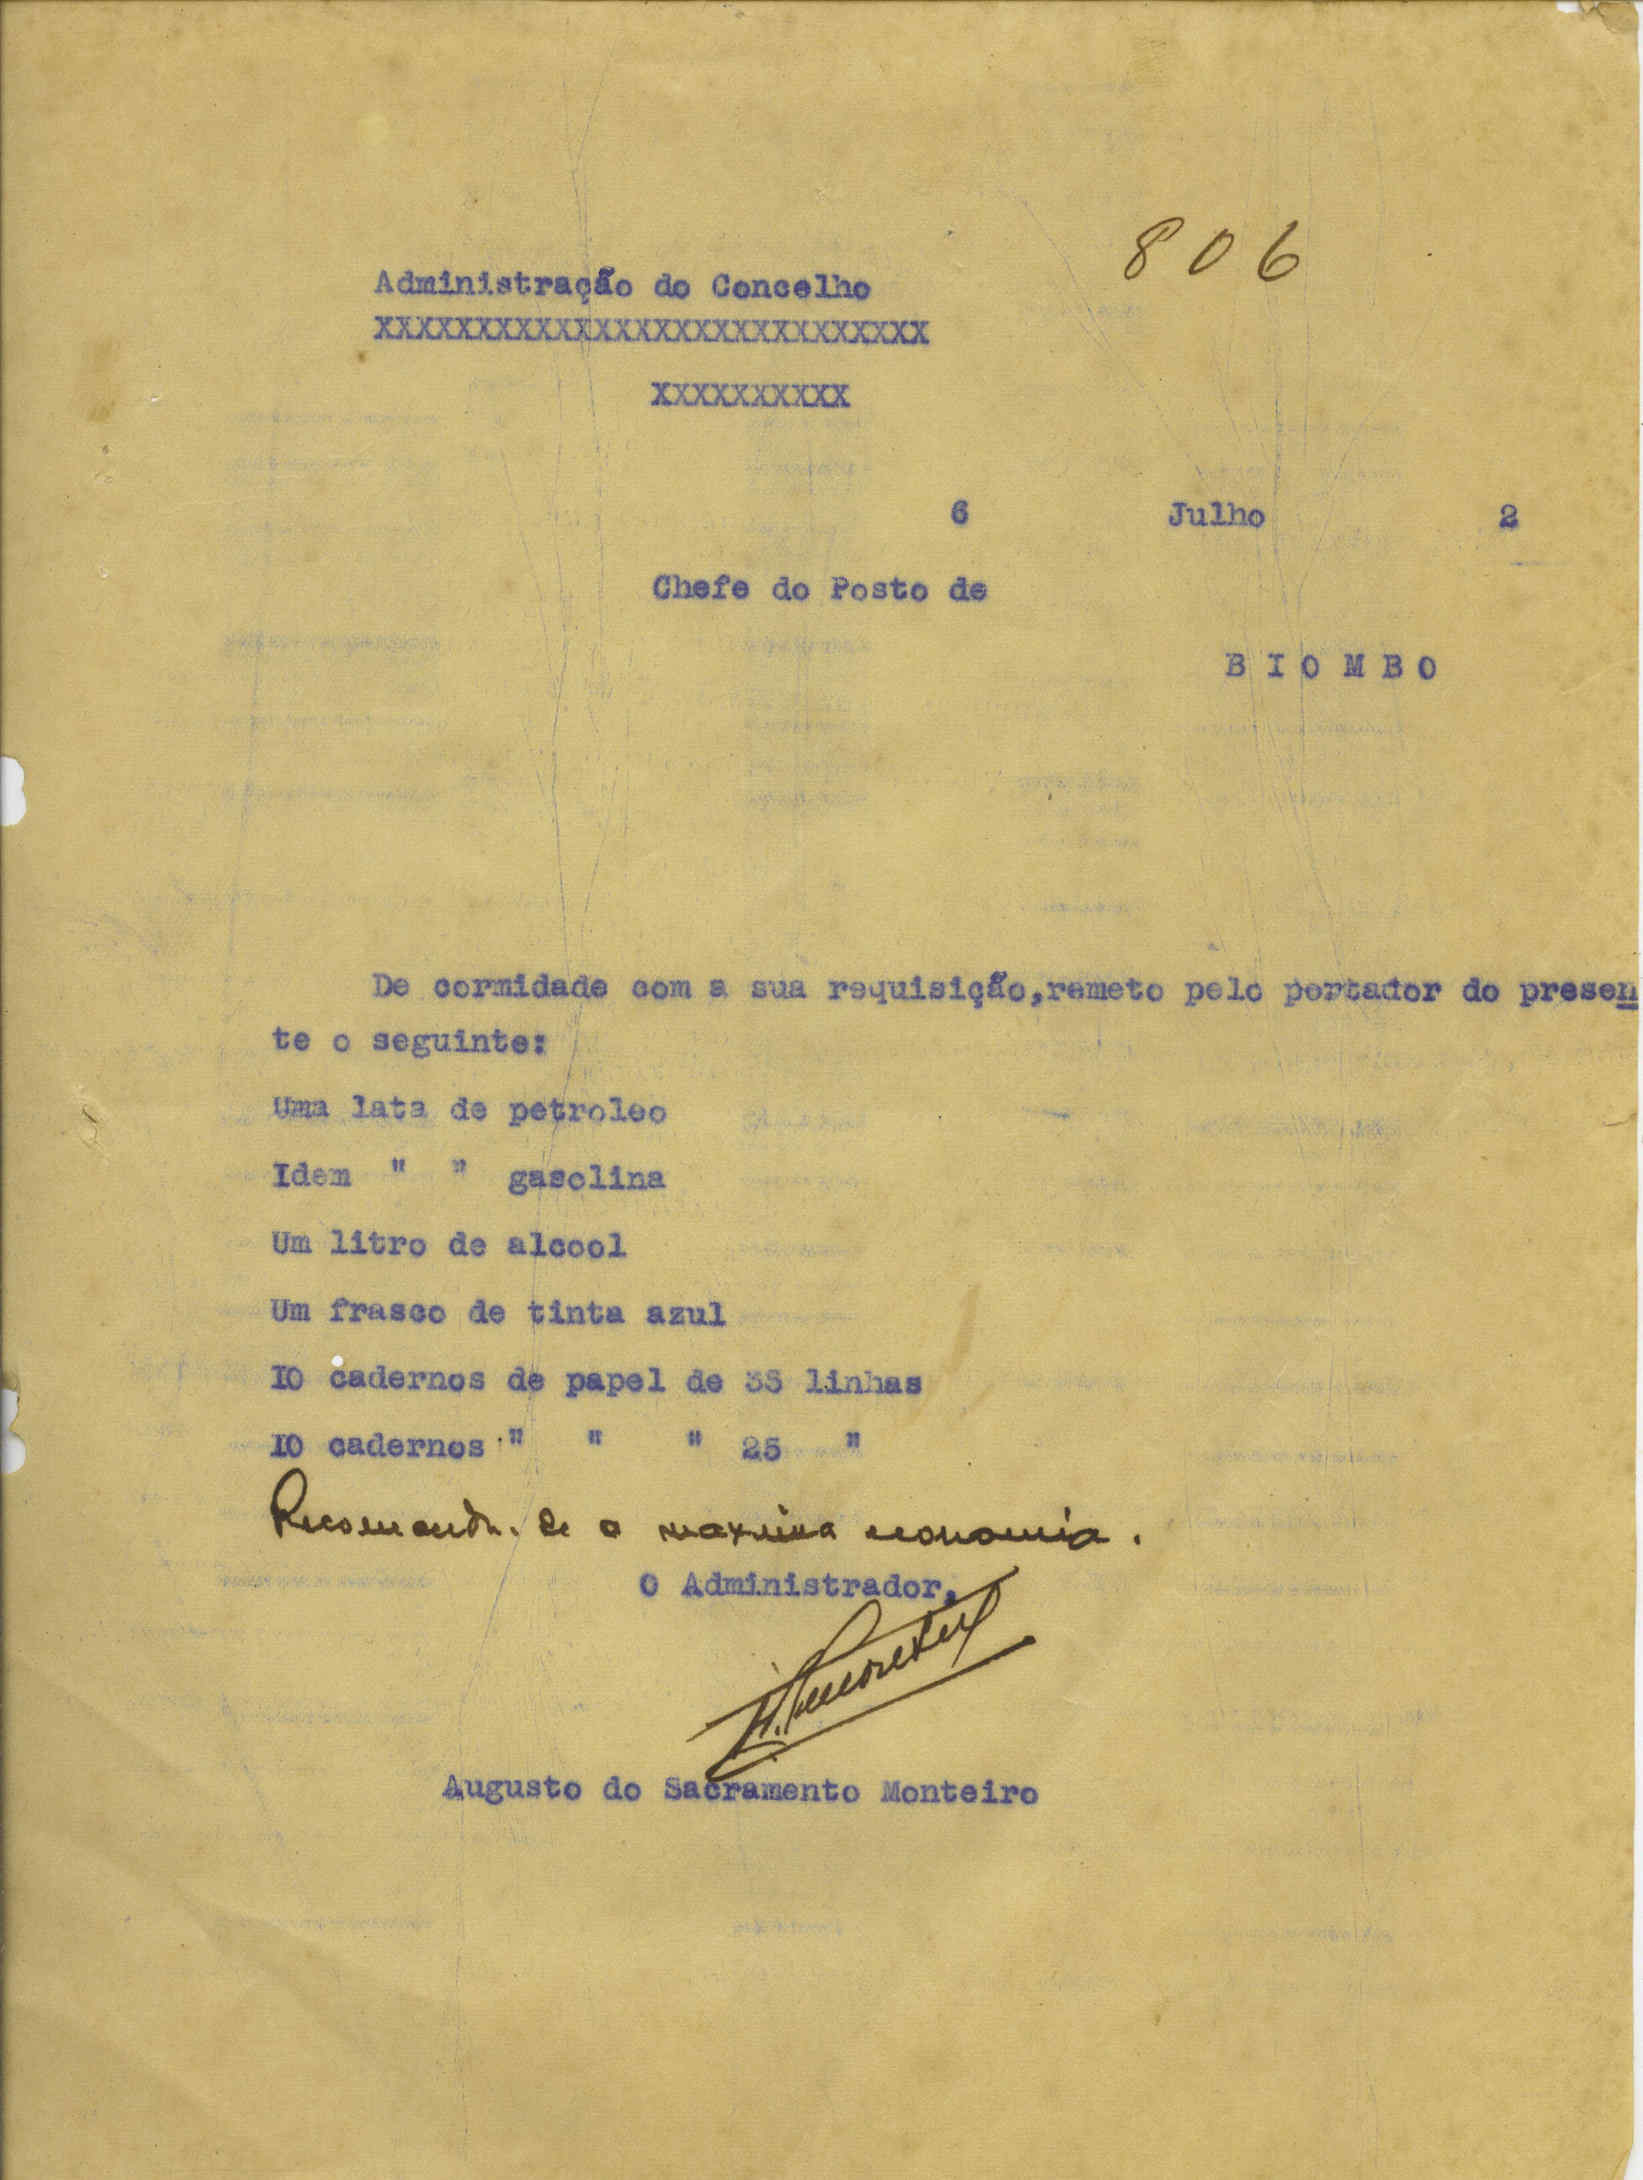 806
Administração do Concelho
XXXXXXXXXXXXXXXXXXXXXXXXXXXX
XXXXXXXXXX
6 Julho 2
Chefe do Posto de
B I O M B O
De cormidade com a sua requisição,remeto pelo portador do presen
te o seguinte:
Uma lata de petroleo
Idem " " gasolina
Um litro de alcool
Um frasco de tinta azul
IO cadernos de papel de 35 linhas
IO cadernos " " " 25 "
Recomenda-se a maxima economia.
O Administrador,
Augusto do Sacramento Monteiro